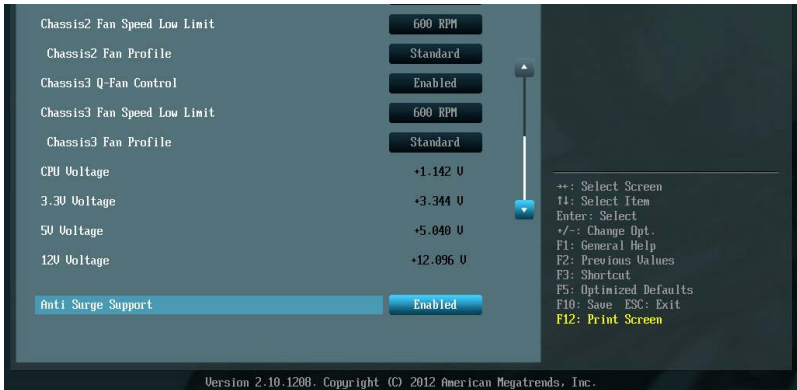 Chassis2 Fan Speed Low Limit 600 RPM
Chassis2 Fan Profile Standard
Chassis3 Q-Fan Control Enabled
Chassis3 Fan Speed Low Limit 600 RPM
Chassis3 Fan Profile Standard
CPU Voltage +1.142 V
3.3V Voltage +3.344 V
5V Voltage +5.040 V
12V Voltage +12.096 V
Anti Surge Support Enabled
→←: Select Screen
↑↓: Select Item
Enter: Select
+/-: Change Opt.
F1: General Help
F2: Previous Values
F3: Shortcut
F5: Optimized Defaults
F10: Save ESC: Exit
F12: Print Screen
Version 2.10.1208. Copyright (C) 2012 American Megatrends, Inc.